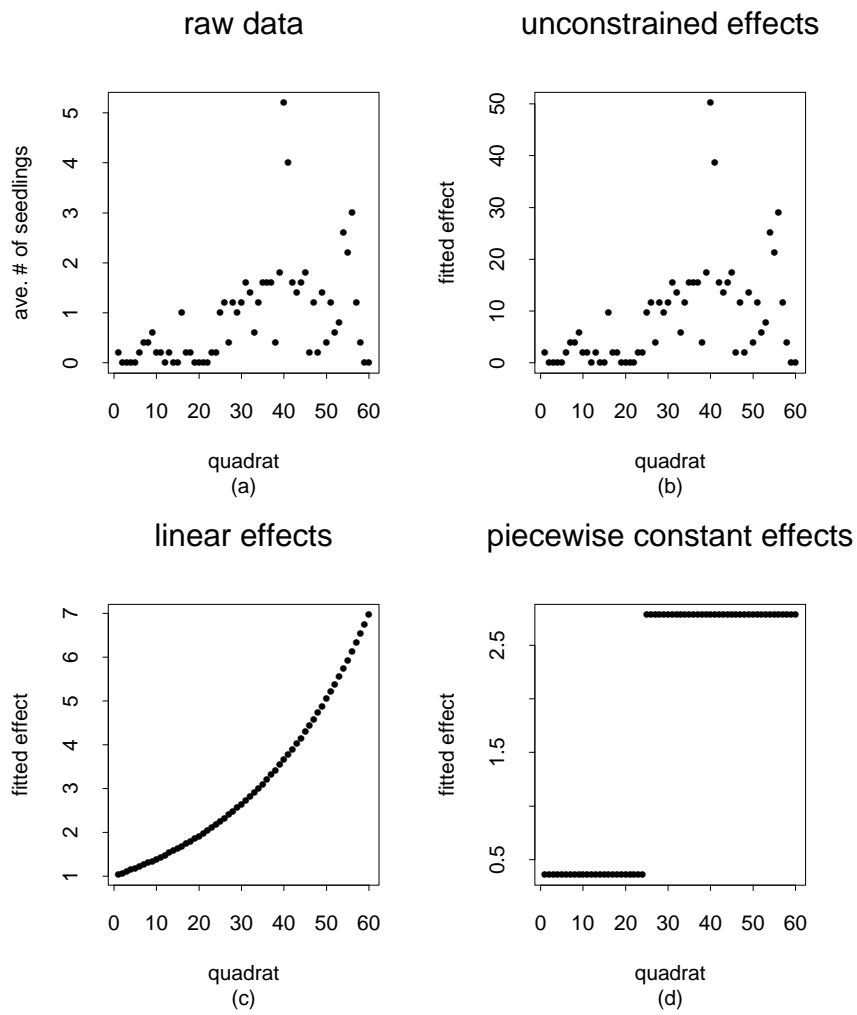 raw data
ave. # of seedlings
5
4
3
2
1
0
0 10 20 30 40 50 60
quadrat
(a)
unconstrained effects
fitted effect
50
40
30
20
10
0
0 10 20 30 40 50 60
quadrat
(b)
linear effects
fitted effect
7
6
5
4
3
2
1
0 10 20 30 40 50 60
quadrat
(c)
piecewise constant effects
fitted effect
2.5
1.5
0.5
0 10 20 30 40 50 60
quadrat
(d)